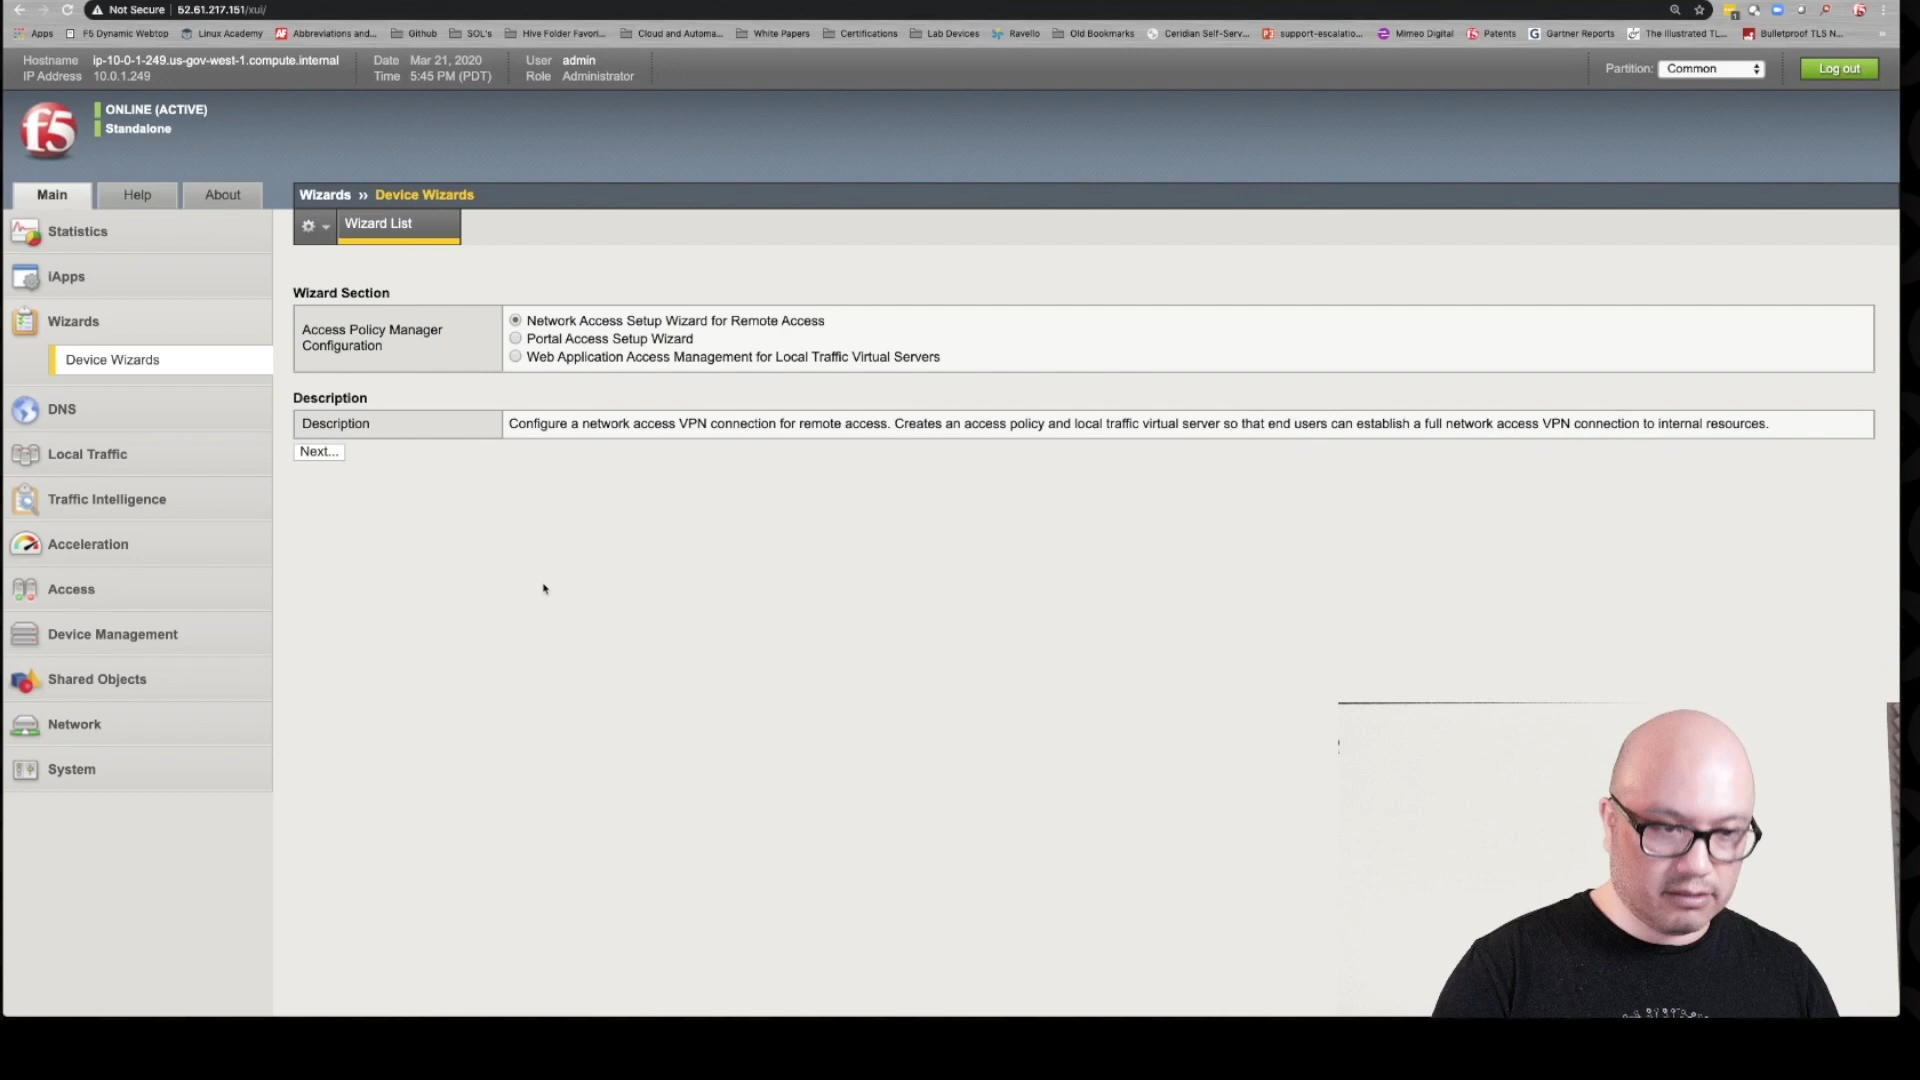 Not Secure | 52.61.217.151/xui/
Apps F5 Dynamic Webtop Linux Academy Abbreviations and... Github SOL's Hive Folder Favori... Cloud and Automa... White Papers Certifications Lab Devices Ravello Old Bookmarks Ceridian Self-Serv... support-escalatio... Mimeo Digital Patents Gartner Reports The Illustrated TL... Bulletproof TLS N... »
Hostname ip-10-0-1-249.us-gov-west-1.compute.internal Date Mar 21, 2020 User admin
IP Address 10.0.1.249 Time 5:45 PM (PDT) Role Administrator
Partition: Common Log out
f5
ONLINE (ACTIVE)
Standalone
Main Help About
Wizards ›› Device Wizards
Wizard List
Statistics
iApps
Wizards
Device Wizards
DNS
Local Traffic
Traffic Intelligence
Acceleration
Access
Device Management
Shared Objects
Network
System
Wizard Section
Access Policy Manager
Configuration
Network Access Setup Wizard for Remote Access
Portal Access Setup Wizard
Web Application Access Management for Local Traffic Virtual Servers
Description
Description Configure a network access VPN connection for remote access. Creates an access policy and local traffic virtual server so that end users can establish a full network access VPN connection to internal resources.
Next...